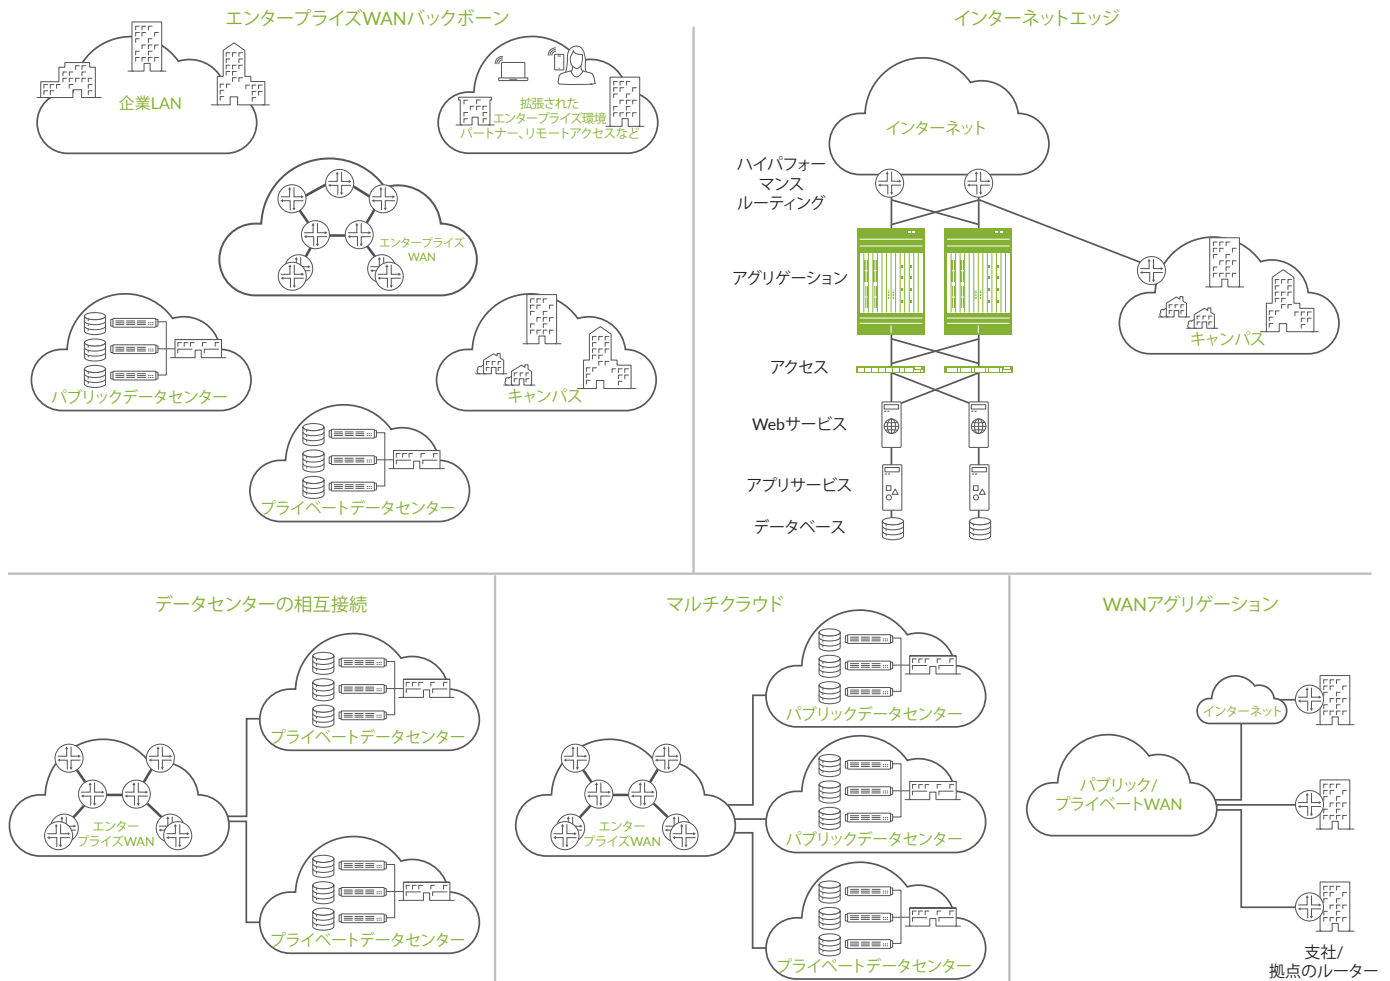 エンタープライズWANバックボーン
企業LAN
拡張された
エンタープライズ環境
パートナー、リモートアクセスなど
エンタープライズ
WAN
パブリックデータセンター
キャンパス
プライベートデータセンター
インターネットエッジ
インターネット
ハイパフォー
マンス
ルーティング
アグリゲーション
キャンパス
アクセス
Webサービス
アプリサービス
データベース
データセンターの相互接続
プライベートデータセンター
エンター
プライズWAN
プライベートデータセンター
マルチクラウド
パブリックデータセンター
エンター
プライズWAN
パブリックデータセンター
プライベートデータセンター
WANアグリゲーション
インターネット
パブリック/
プライベートWAN
支社/
拠点のルーター